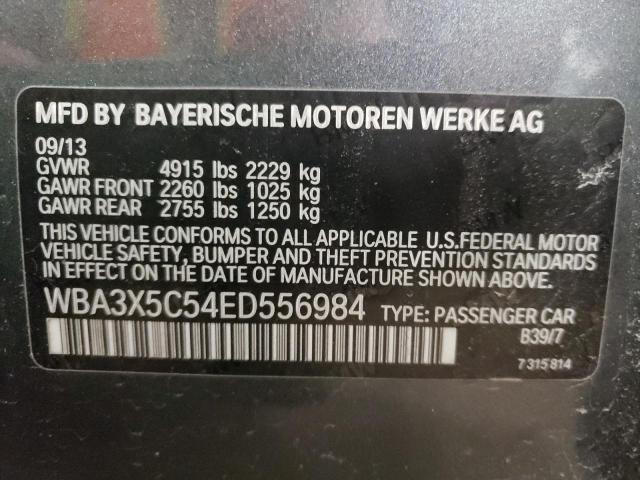 MFD BY BAYERISCHE MOTOREN WERKE AG
09/13
GVWR 4915 lbs 2229 kg
GAWR FRONT 2260 lbs 1025 kg
GAWR REAR 2755 lbs 1250 kg
THIS VEHICLE CONFORMS TO ALL APPLICABLE U.S.FEDERAL MOTOR
VEHICLE SAFETY, BUMPER AND THEFT PREVENTION STANDARDS
IN EFFECT ON THE DATE OF MANUFACTURE SHOWN ABOVE.
WBA3X5C54ED556984 TYPE: PASSENGER CAR
B39/7
7 315 814